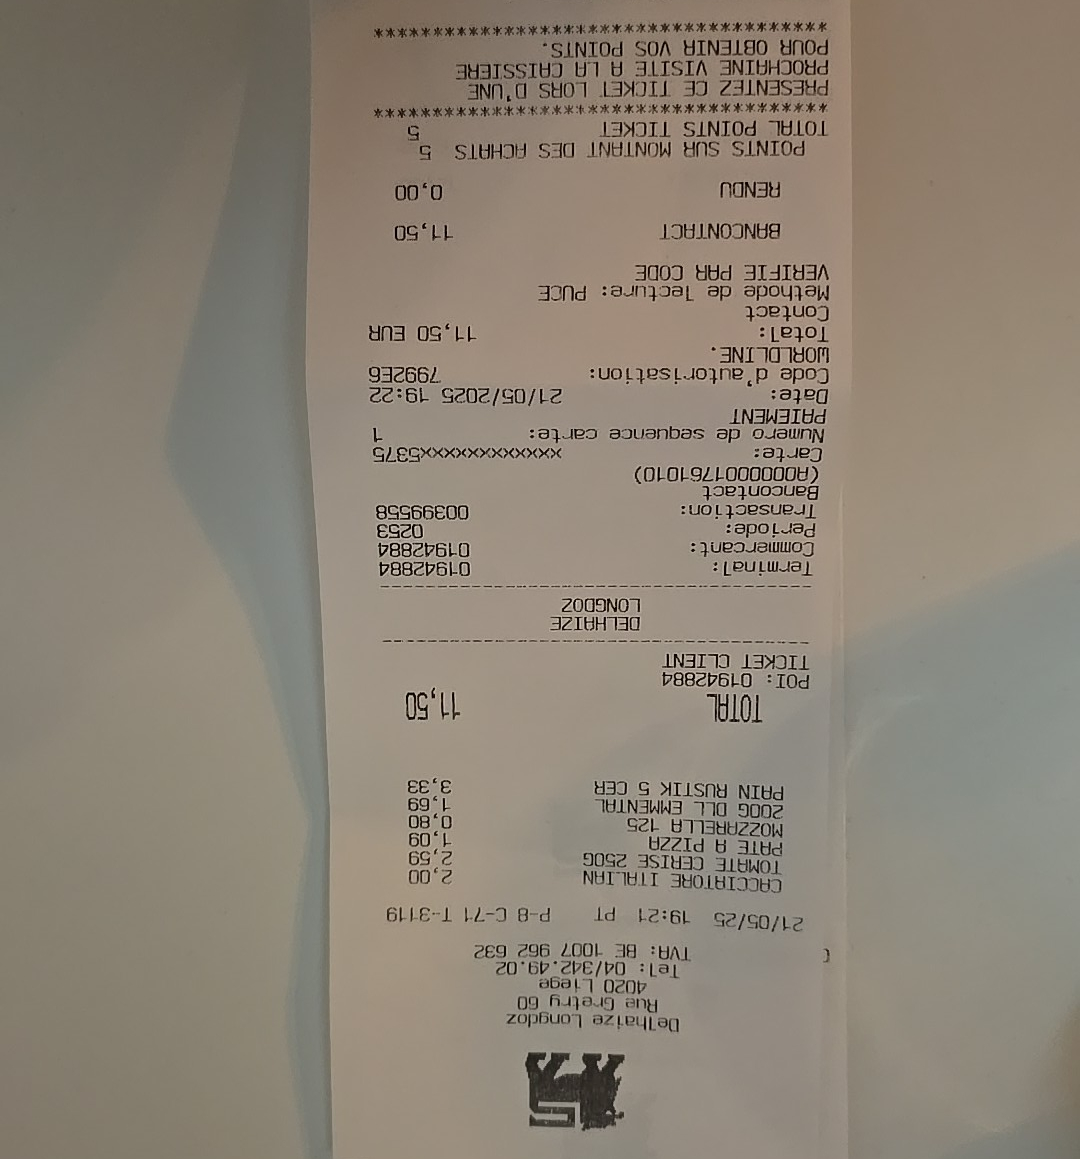 Delhaize Longdoz
Rue Gretry 60
4020 Liege
Tel: 04/342.49.02
TVA: BE 1007 962 632
21/05/25 19:21 PT P-8 C-71 T-3119
CACCIATORE ITALIAN 2,00
TOMATE CERISE 250G 2,59
PATE A PIZZA 1,09
MOZZARELLA 125 0,80
200G DLL EMMENTAL 1,69
PAIN RUSTIK 5 CER 3,33
TOTAL 11,50
POI: 01942884
TICKET CLIENT
--------------------------------
DELHAIZE
LONGDOZ
--------------------------------
Terminal: 01942884
Commercant: 01942884
Periode: 0253
Transaction: 00399558
Bancontact
(A0000001761010)
Carte: xxxxxxxxxxxxx5375
Numero de sequence carte: 1
PAIEMENT
Date: 21/05/2025 19:22
Code d'autorisation: 7992E6
WORLDLINE.
Total: 11,50 EUR
Contact
Methode de lecture: PUCE
VERIFIE PAR CODE
BANCONTACT 11,50
RENDU 0,00
POINTS SUR MONTANT DES ACHATS 5
TOTAL POINTS TICKET 5
****************************************
PRESENTEZ CE TICKET LORS D'UNE
PROCHAINE VISITE A LA CAISSIERE
POUR OBTENIR VOS POINTS.
****************************************